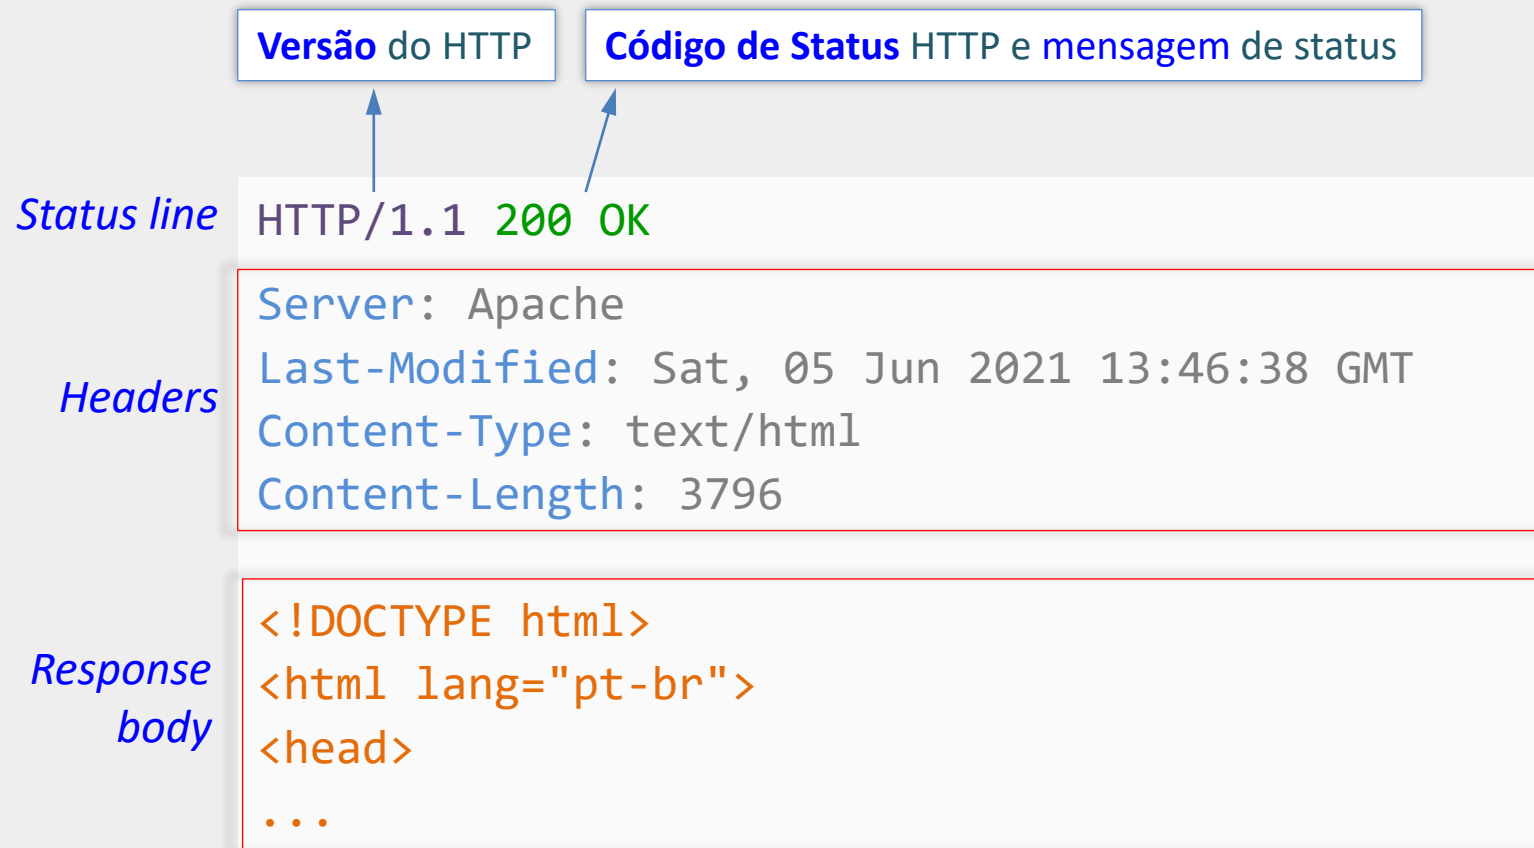 Versão do HTTP
Código de Status HTTP e mensagem de status
Status line
HTTP/1.1 200 OK
Headers
Server: Apache
Last-Modified: Sat, 05 Jun 2021 13:46:38 GMT
Content-Type: text/html
Content-Length: 3796
Response
body
<!DOCTYPE html>
<html lang="pt-br">
<head>
...